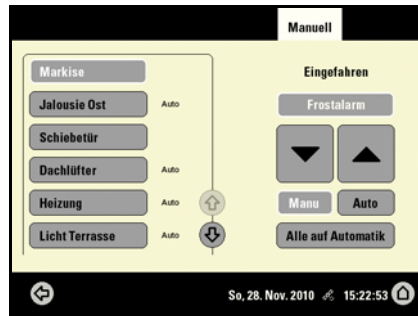 Manuell
Markise
Jalousie Ost Auto
Schiebetür
Dachlüfter Auto
Heizung Auto
Licht Terrasse Auto
Eingefahren
Frostalarm
Manu Auto
Alle auf Automatik
So, 28. Nov. 2010 15:22:53